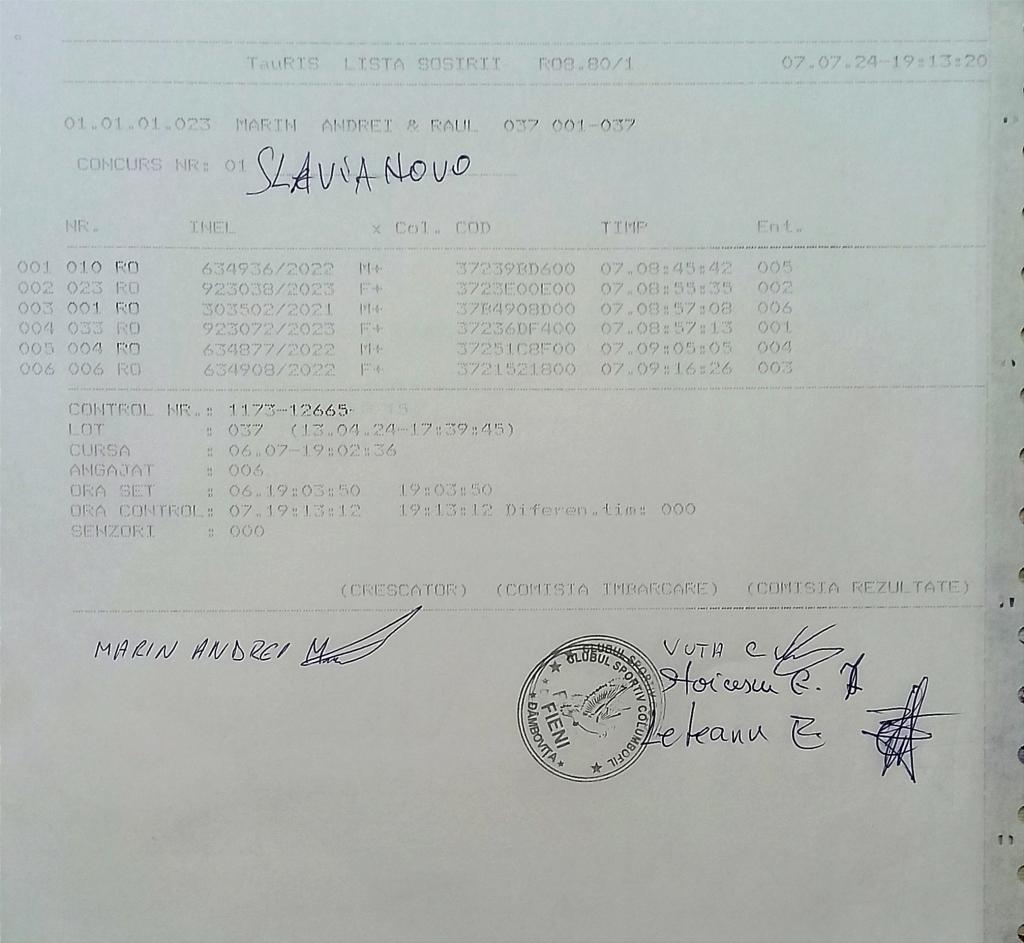 TauRIS LISTA SOSIRII RO8.80/1 07.07.24-19:13:20
01.01.01.023 MARIN ANDREI & RAUL 037 001-037
CONCURS NR: 01 SLAVIANOVO
NR. INEL x Col. COD TIMP Ent.
001 010 RO 634936/2022 M+ 37239BD600 07.08:45:42 005
002 023 RO 923038/2023 F+ 3723E00E00 07.08:55:35 002
003 001 RO 303502/2021 M+ 37B4908D00 07.08:57:08 006
004 033 RO 923072/2023 F+ 37236DF400 07.08:57:13 001
005 004 RO 634877/2022 M+ 37251C8F00 07.09:05:05 004
006 006 RO 634908/2022 F+ 3721521800 07.09:16:26 003
CONTROL NR.: 1173-12665-
LOT : 037 (13.04.24-17:39:45)
CURSA : 06.07-19:02:36
ANGAJAT : 006
ORA SET : 06.19:03:50 19:03:50
ORA CONTROL: 07.19:13:12 19:13:12 Diferen.tim: 000
SENZORI : 000
(CRESCATOR) (COMISIA IMBARCARE) (COMISIA REZULTATE)
MARIN ANDREI
VUTA C
Stoicescu C.
Leteanu E
CLUBUL SPORTIV COLUMBOFIL
FIENI
DÂMBOVIȚA